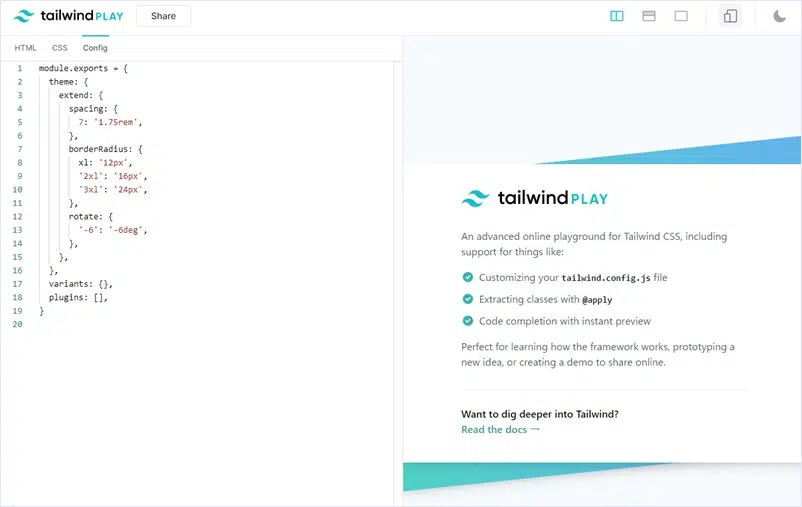 tailwind PLAY Share
HTML CSS Config
1 module.exports = {
2 theme: {
3 extend: {
4 spacing: {
5 7: '1.75rem',
6 },
7 borderRadius: {
8 xl: '12px',
9 '2xl': '16px',
10 '3xl': '24px',
11 },
12 rotate: {
13 '-6': '-6deg',
14 },
15 },
16 },
17 variants: {},
18 plugins: [],
19 }
20
tailwind PLAY
An advanced online playground for Tailwind CSS, including
support for things like:
Customizing your tailwind.config.js file
Extracting classes with @apply
Code completion with instant preview
Perfect for learning how the framework works, prototyping a
new idea, or creating a demo to share online.
Want to dig deeper into Tailwind?
Read the docs →